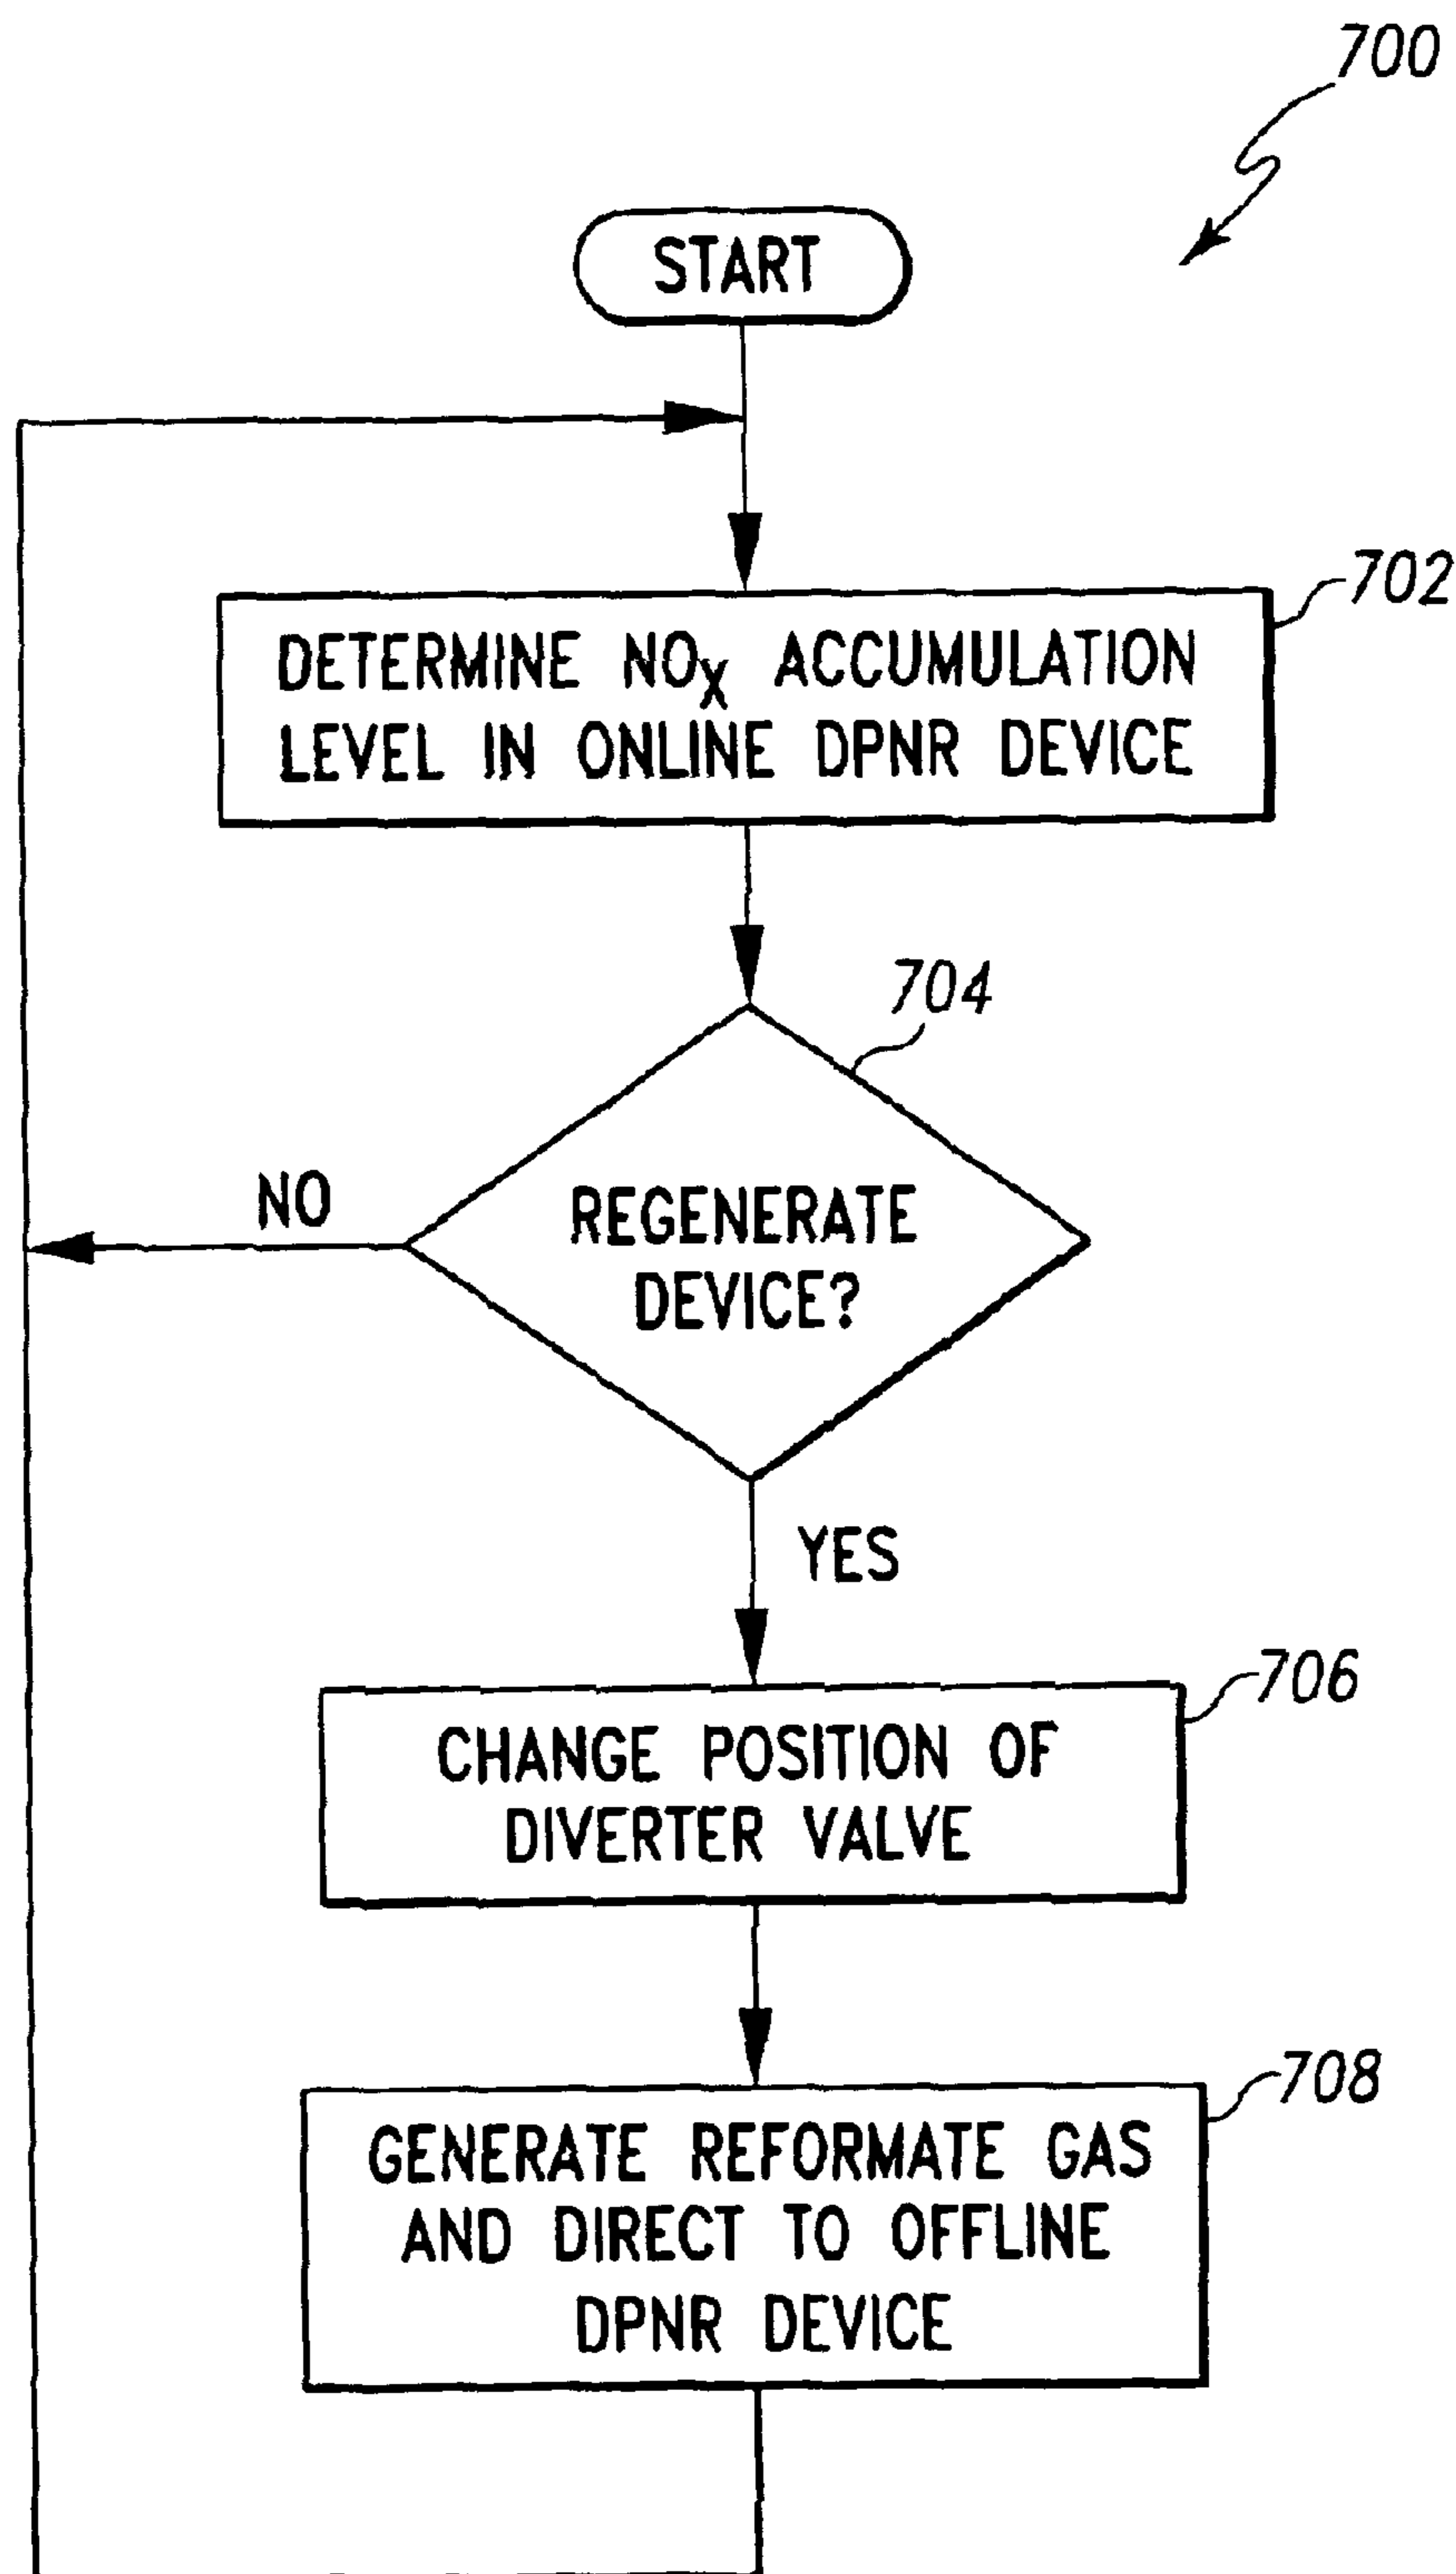 700
START
702
DETERMINE NOX ACCUMULATION
LEVEL IN ONLINE DPNR DEVICE
704
NO
REGENERATE
DEVICE?
YES
706
CHANGE POSITION OF
DIVERTER VALVE
708
GENERATE REFORMATE GAS
AND DIRECT TO OFFLINE
DPNR DEVICE